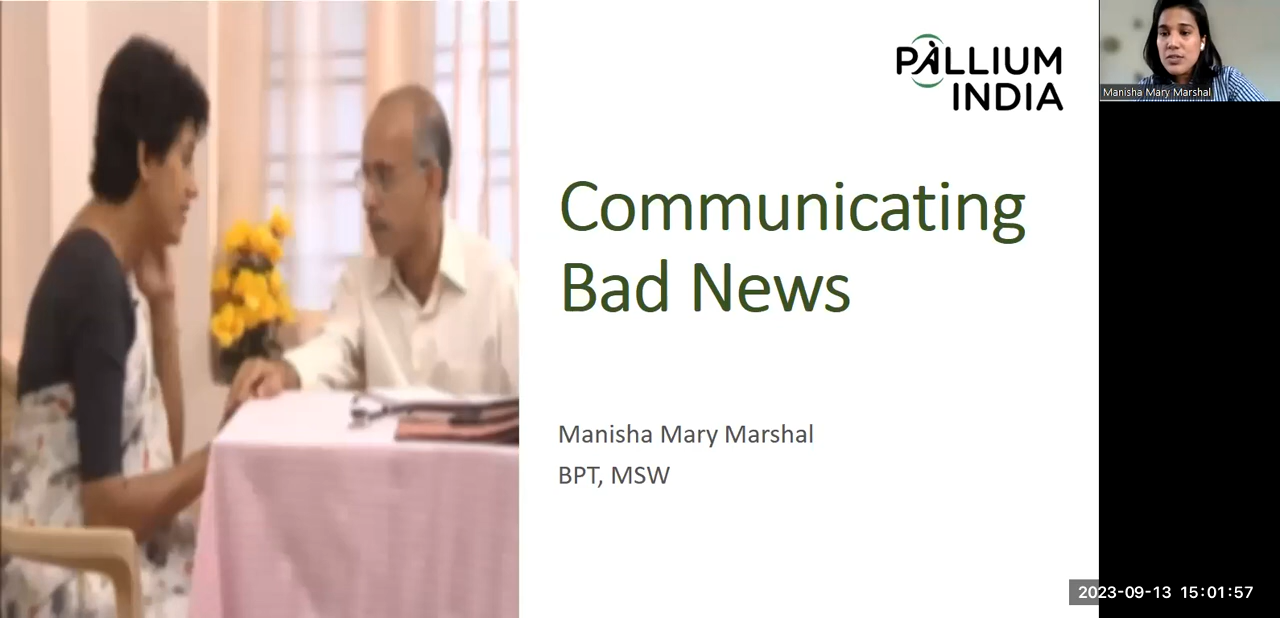 PALLIUM
INDIA
Manisha Mary Marshal
Communicating
Bad News
Manisha Mary Marshal
BPT, MSW
2023-09-13 15:01:57